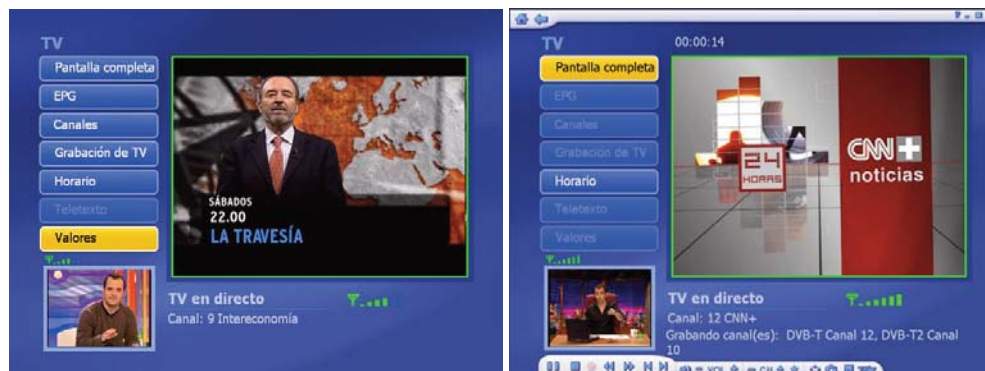 TV
Pantalla completa
EPG
Canales
Grabación de TV
Horario
Teletexto
Valores
SÁBADOS
22.00
LA TRAVESÍA
TV en directo
Canal: 9 Intereconomía
TV
00:00:14
Pantalla completa
EPG
Canales
Grabación de TV
Horario
Teletexto
Valores
24
HORAS
CNN+
noticias
TV en directo
Canal: 12 CNN+
Grabando canal(es): DVB-T Canal 12, DVB-T2 Canal
10
VOL
CH